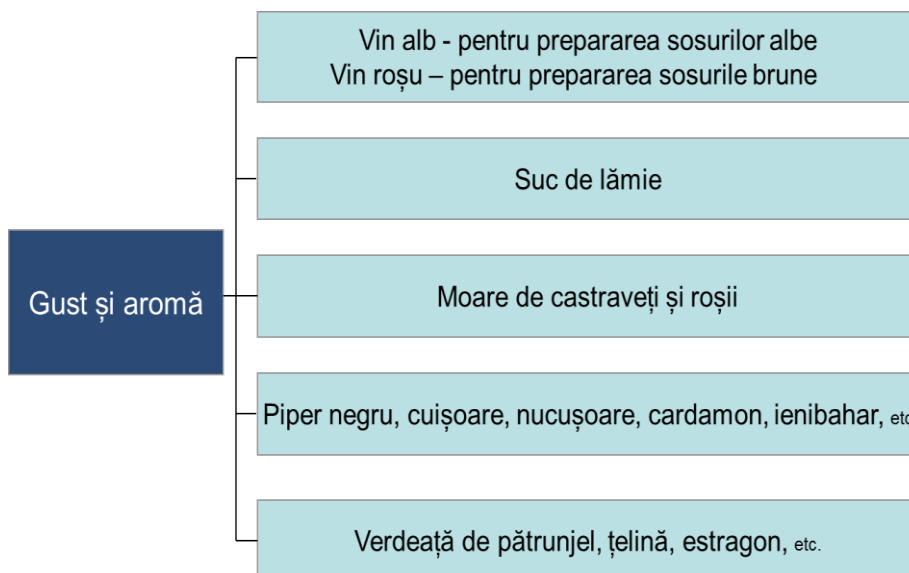 Vin alb - pentru prepararea sosurilor albe
Vin roșu – pentru prepararea sosurile brune
Suc de lămie
Gust și aromă
Moare de castraveți și roșii
Piper negru, cuișoare, nucușoare, cardamon, ienibahar, etc
Verdeață de pătrunjel, țelină, estragon, etc.